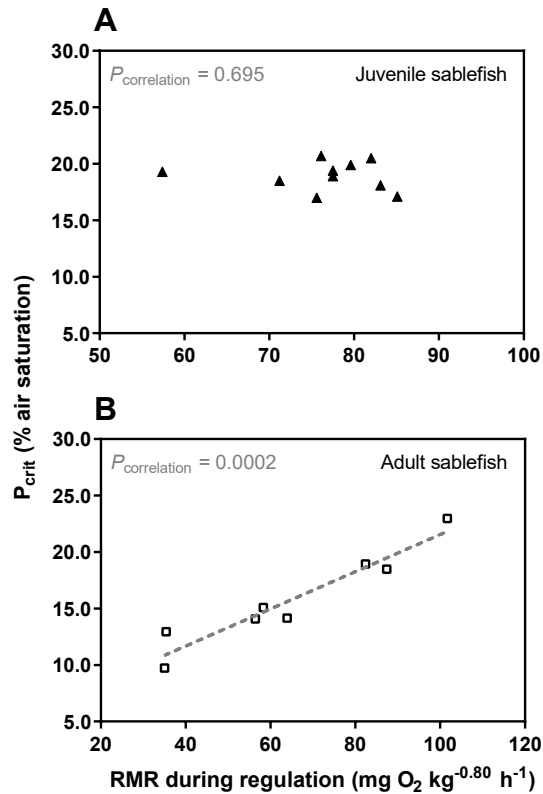 A
30.0
P correlation = 0.695
Juvenile sablefish
25.0
20.0
15.0
10.0
5.0
50 60 70 80 90 100
P crit (% air saturation)
B
30.0
P correlation = 0.0002
Adult sablefish
25.0
20.0
15.0
10.0
5.0
20 40 60 80 100 120
RMR during regulation (mg O2 kg^-0.80 h^-1)